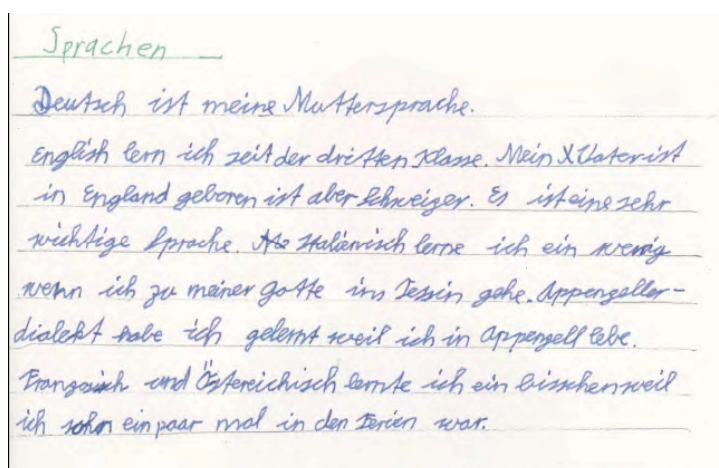 Sprachen
Deutsch ist meine Muttersprache.
English lern ich seit der dritten Klasse. Mein Vater ist
in England geboren ist aber Schweizer. Es ist eine sehr
wichtige Sprache. Italienisch lerne ich ein wenig
wenn ich zu meiner Gotte ins Tessin gehe. Appenzeller-
dialekt habe ich gelernt weil ich in Appenzell lebe.
und Östereichisch lernte ich ein bisschen weil
ich schon ein paar mal in den Ferien war.